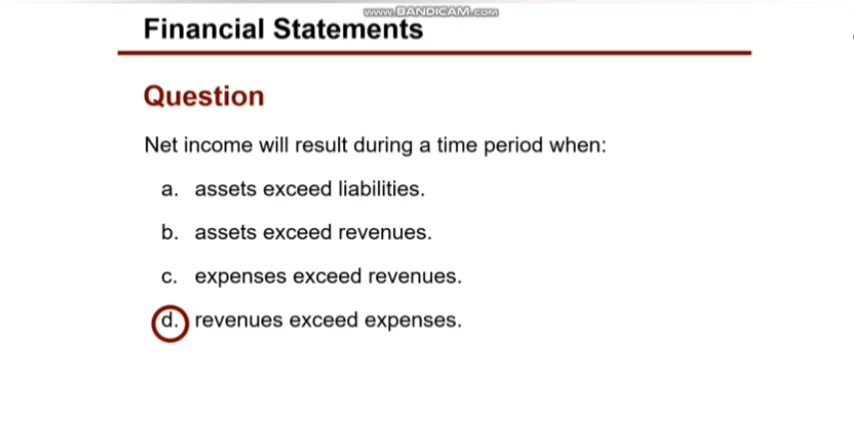 www.BANDICAM.COM
Financial Statements
Question
Net income will result during a time period when:
a. assets exceed liabilities.
b. assets exceed revenues.
c. expenses exceed revenues.
d. revenues exceed expenses.